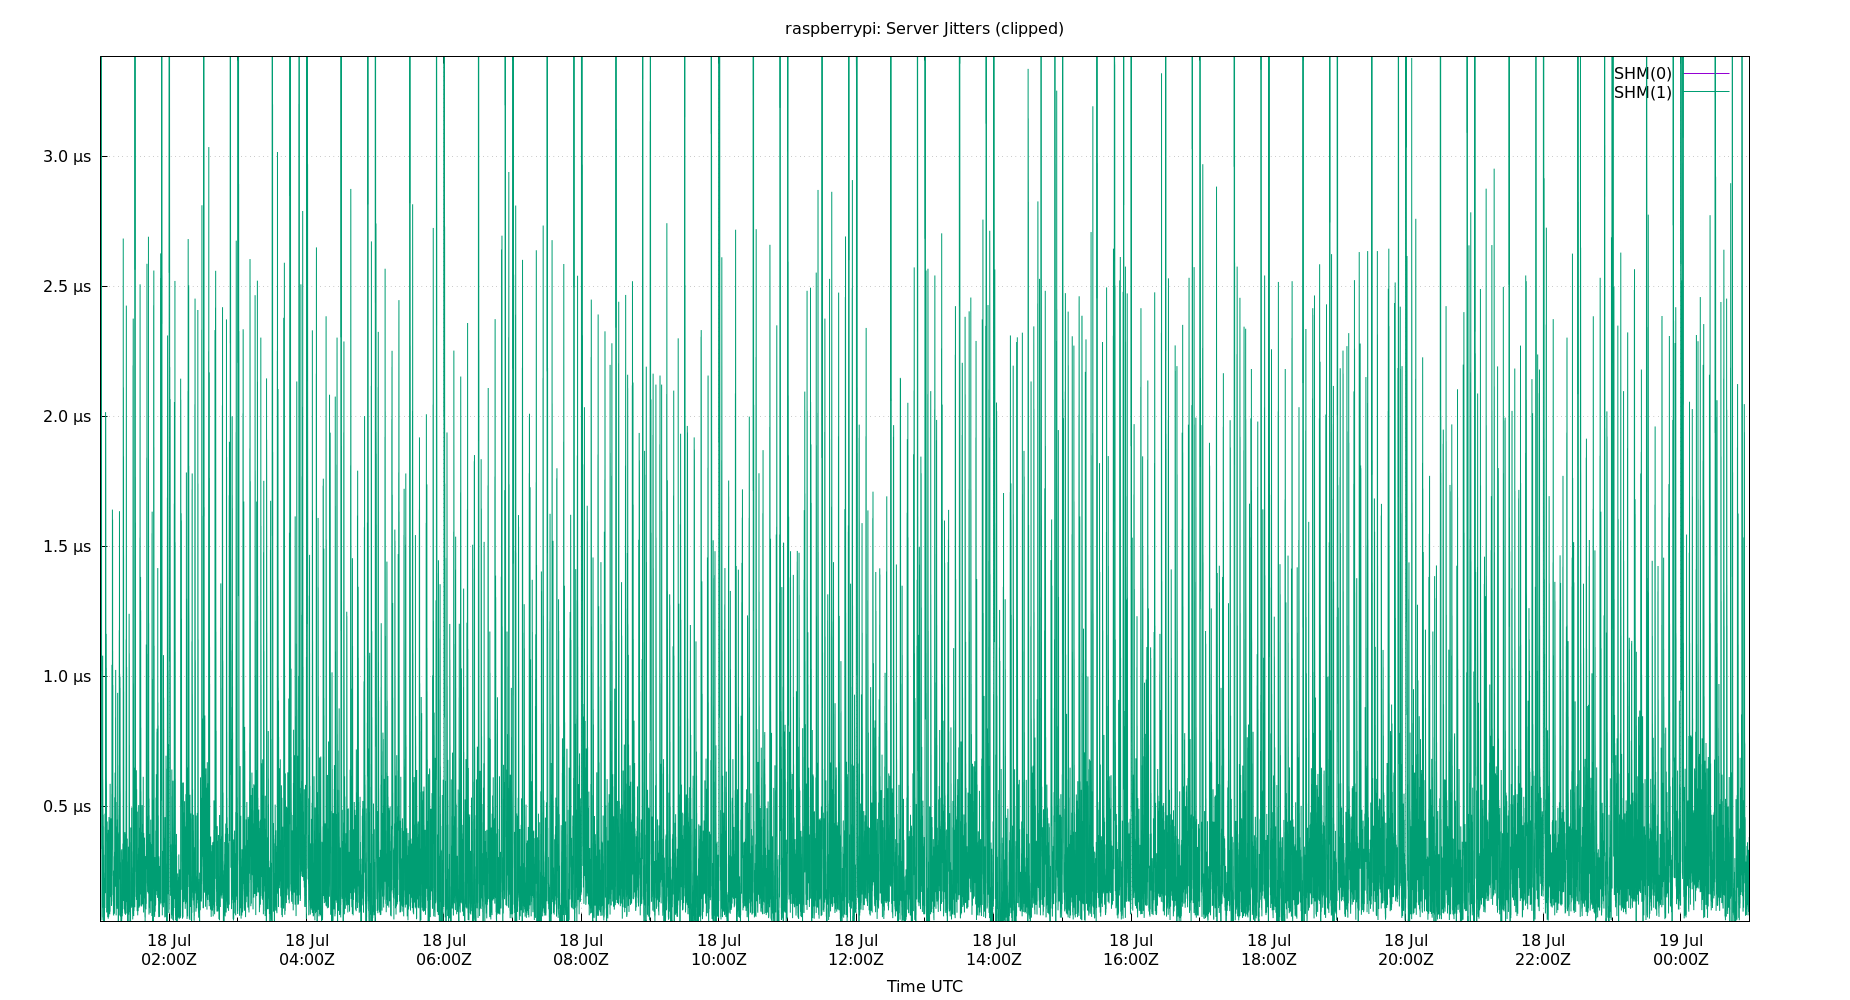 raspberrypi: Server Jitters (clipped)
SHM(0)
SHM(1)
3.0 µs
2.5 µs
2.0 µs
1.5 µs
1.0 µs
0.5 µs
18 Jul 18 Jul 18 Jul 18 Jul 18 Jul 18 Jul 18 Jul 18 Jul 18 Jul 18 Jul 18 Jul 19 Jul
02:00Z 04:00Z 06:00Z 08:00Z 10:00Z 12:00Z 14:00Z 16:00Z 18:00Z 20:00Z 22:00Z 00:00Z
Time UTC